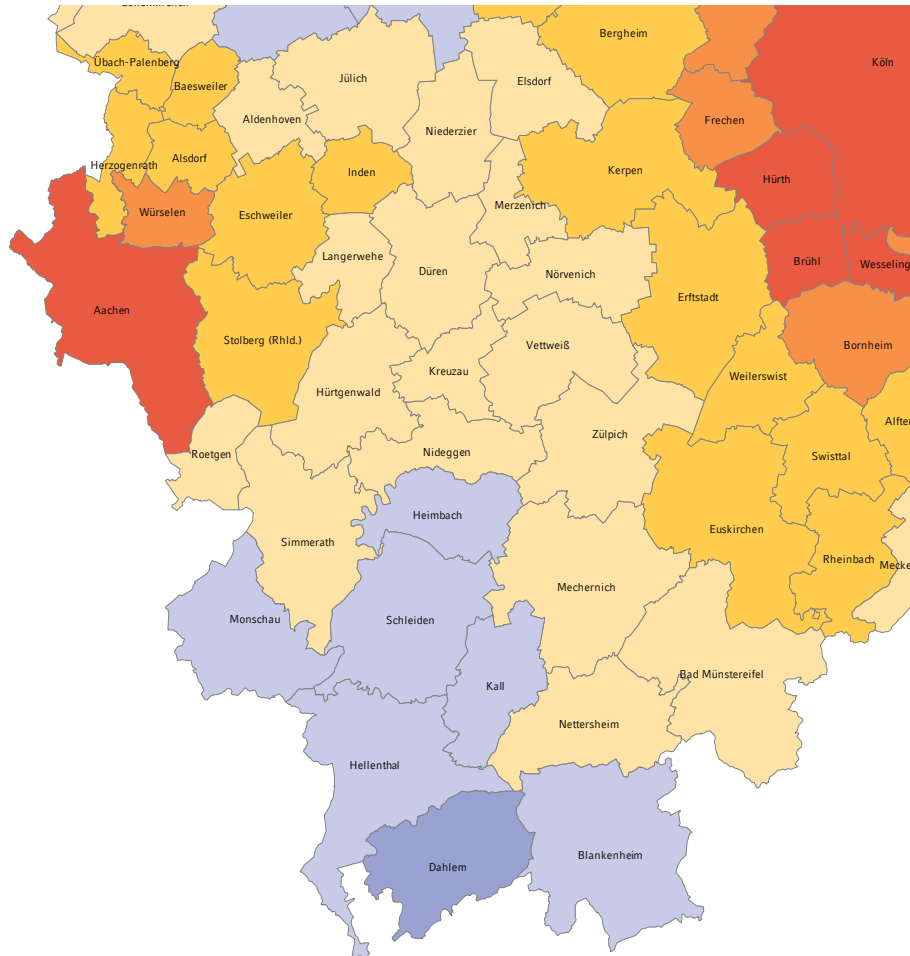 Bergheim
Übach-Palenberg
Köln
Jülich
Elsdorf
Baesweiler
Aldenhoven
Frechen
Niederzier
Alsdorf
Herzogenrath
Inden
Kerpen
Hürth
Merzenich
Würselen
Eschweiler
Langerwehe
Düren
Nörvenich
Brühl
Wesseling
Erftstadt
Aachen
Stolberg (Rhld.)
Vettweiß
Bornheim
Kreuzau
Weilerswist
Hürtgenwald
Alfter
Zülpich
Roetgen
Nideggen
Swisttal
Heimbach
Euskirchen
Simmerath
Rheinbach
Mecke
Mechernich
Monschau
Schleiden
Bad Münstereifel
Kall
Nettersheim
Hellenthal
Blankenheim
Dahlem